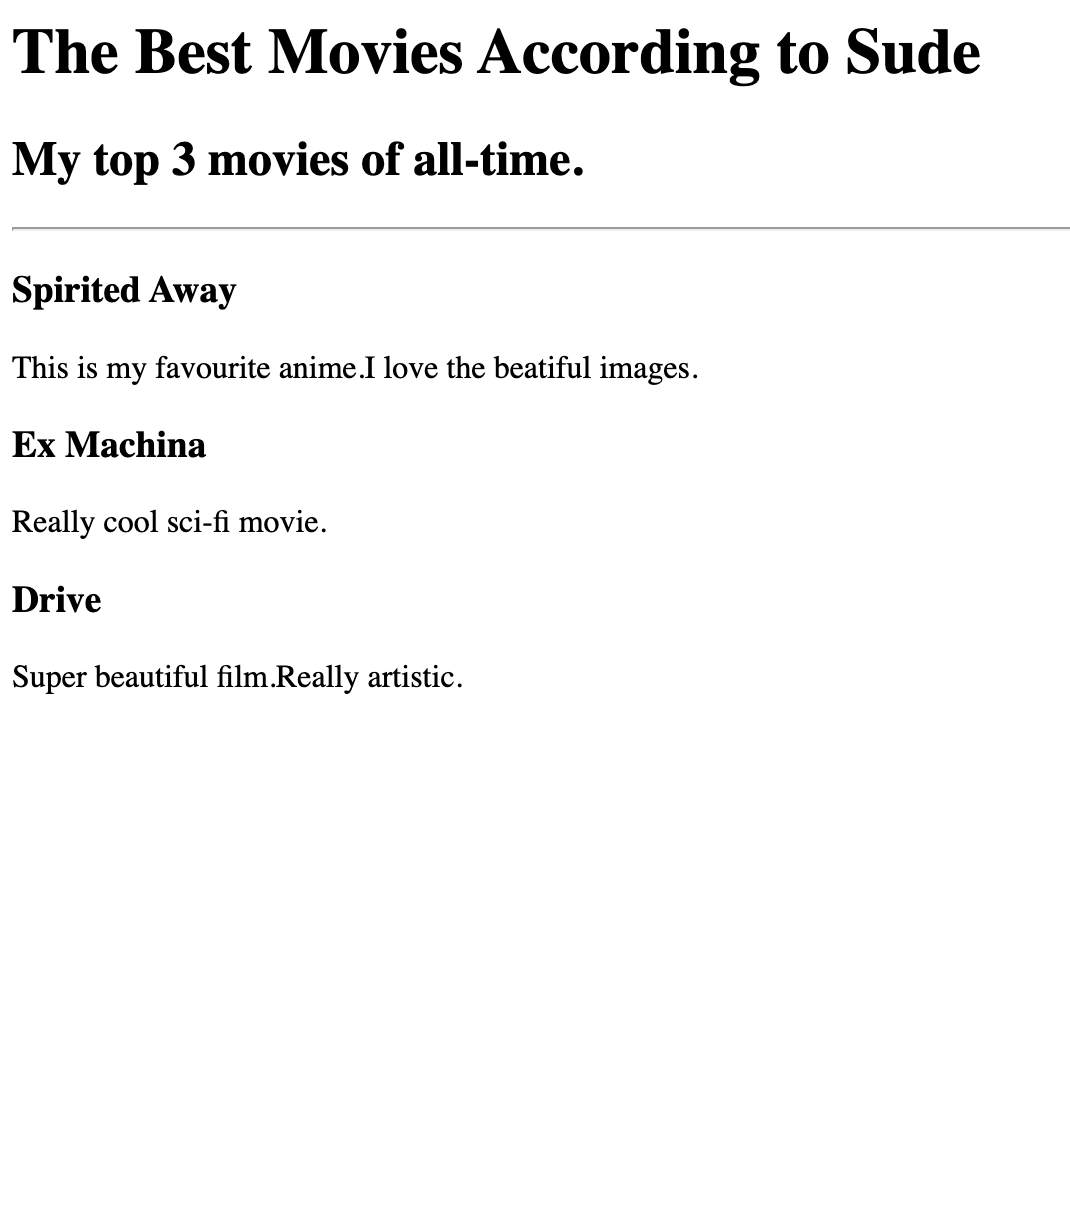 The Best Movies According to Sude
My top 3 movies of all-time.
Spirited Away
This is my favourite anime.I love the beatiful images.
Ex Machina
Really cool sci-fi movie.
Drive
Super beautiful film.Really artistic.